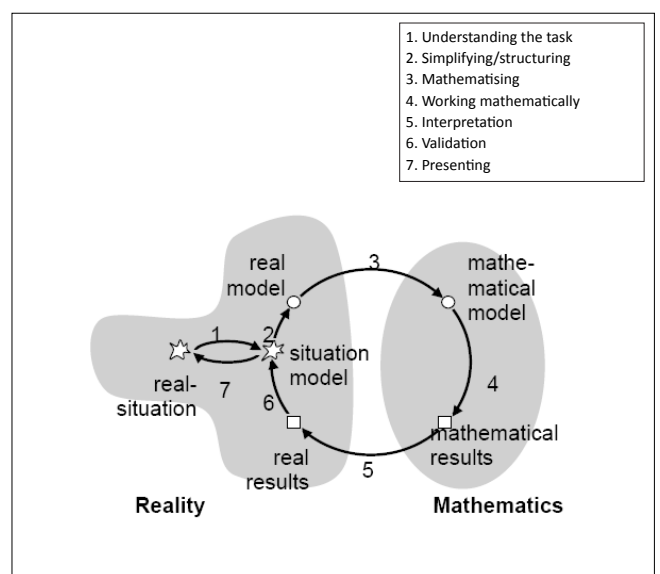 1. Understanding the task
2. Simplifying/structuring
3. Mathematising
4. Working mathematically
5. Interpretation
6. Validation
7. Presenting
real
model
3
mathe-
matical
model
1
2
situation
model
4
real-
situation
7
6
real
results
5
mathematical
results
Reality
Mathematics